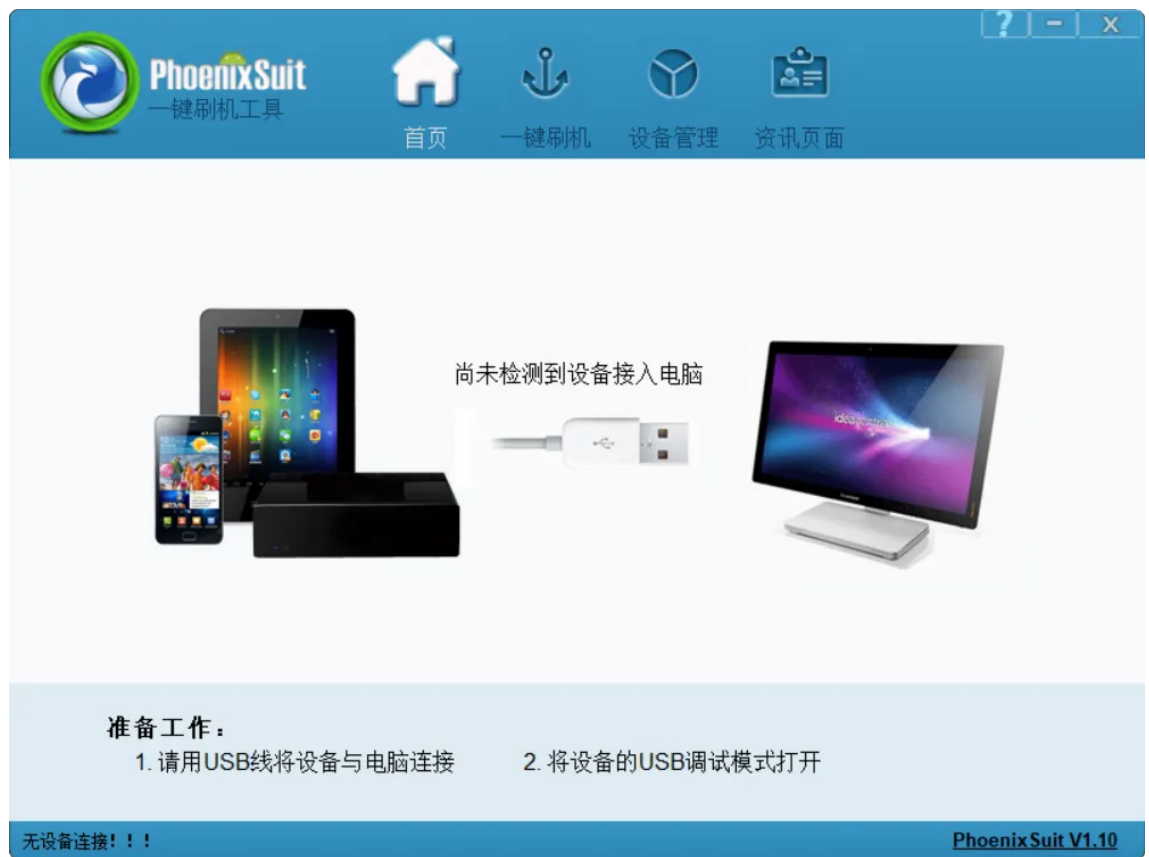 PhoenixSuit
一键刷机工具
首页
一键刷机
设备管理
资讯页面
尚未检测到设备接入电脑
准备工作：
1. 请用USB线将设备与电脑连接
2. 将设备的USB调试模式打开
无设备连接！！！
PhoenixSuit V1.10